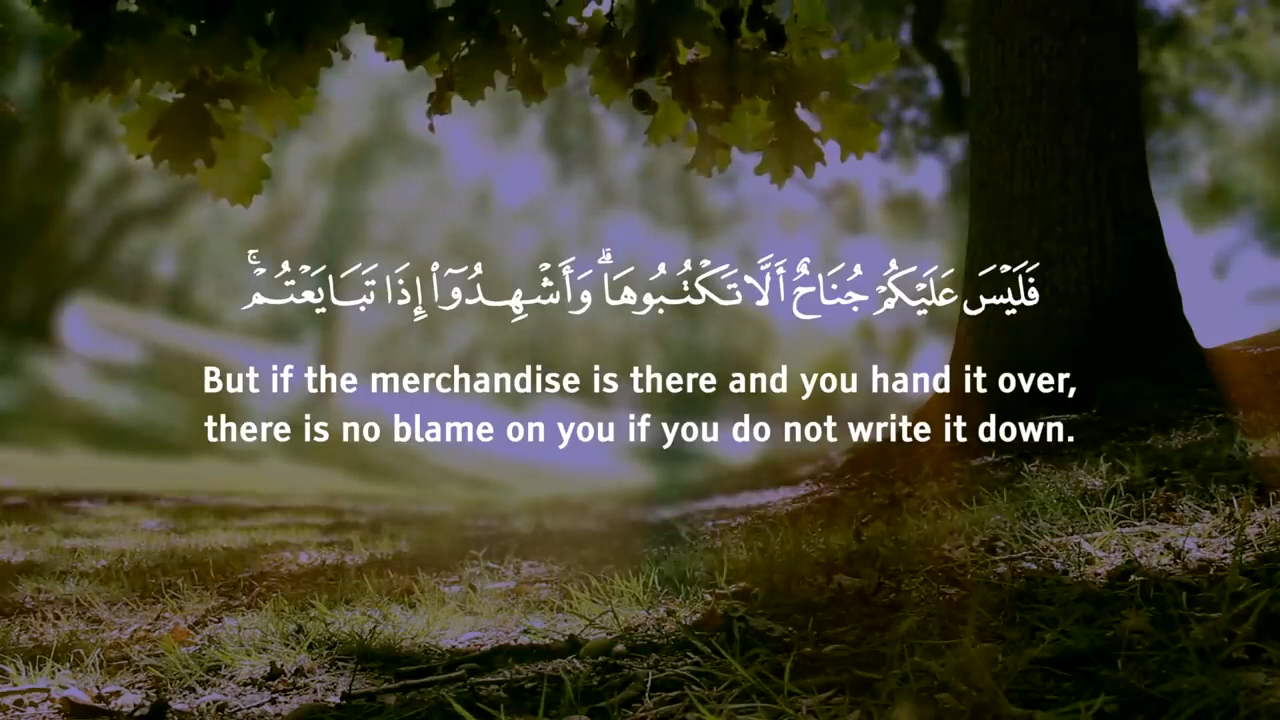 فَلَيْسَ عَلَيْكُمْ جُنَاحٌ أَلَّا تَكْتُبُوهَا ۗ وَأَشْهِدُوٓا۟ إِذَا تَبَايَعْتُمْ ۚ
But if the merchandise is there and you hand it over,
there is no blame on you if you do not write it down.